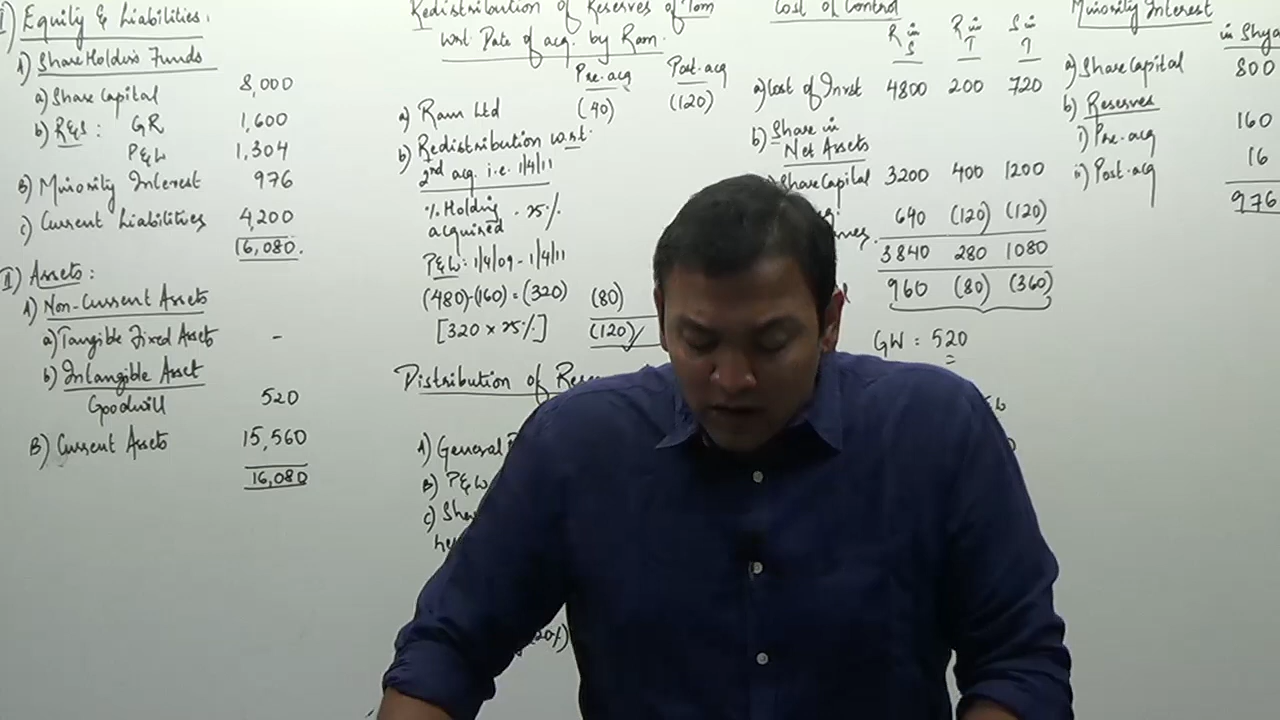 I) Equity & Liabilities.
A) ShareHolders Funds
a) Share Capital 8,000
b) R&S: GR 1,600
P&L 1,304
B) Minority Interest 976
c) Current Liabilities 4,200
16,080.
II) Assets:
A) Non-Current Assets
a) Tangible Fixed Assets -
b) Intangible Asset
Goodwill 520
B) Current Assets 15,560
16,080
Redistribution of Reserves of Tom
w.r.t. Date of acq. by Ram.
Pre-acq Post-acq
a) Ram Ltd (40) (120)
b) Redistribution w.r.t.
2nd acq. i.e. 1/4/11
% Holding
acquired - 25%
P&L: 1/4/09 - 1/4/11
(480)-(160) = (320) (80)
[320 x 25%] (120)
Distribution of
A) General
B) P&L
c)
20%)
Cost of Control
R in S R in T S in T
a) Cost of Invst 4800 200 720
b) Share in
Net Assets
Share Capital 3200 400 1200
640 (120) (120)
3840 280 1080
960 (80) (360)
GW: 520
Minority Interest
in Shya
a) Share Capital 800
b) Reserves
i) Pre-acq 160
ii) Post-acq 16
976